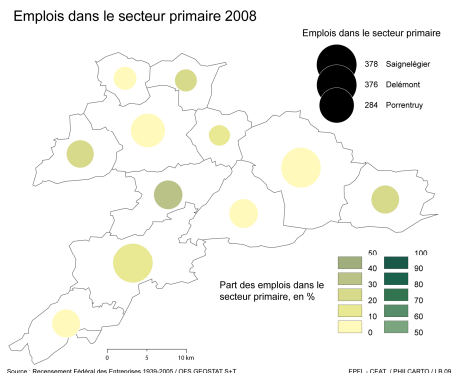 Emplois dans le secteur primaire 2008
Emplois dans le secteur primaire
378 Saignelégier
376 Delémont
284 Porrentruy
Part des emplois dans le
secteur primaire, en %
50 100
40 90
30 80
20 70
10 60
0 50
0 5 10 km
Source : Recensement Fédéral des Entreprises 1939-2005 / OFS GEOSTAT S+T
EPFL - CEAT / PHILCARTO / LB 09